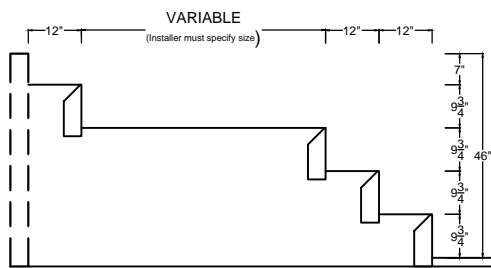 VARIABLE
(Installer must specify size)
12" 12" 12"
7"
9 3/4"
9 3/4"
46"
9 3/4"
9 3/4"